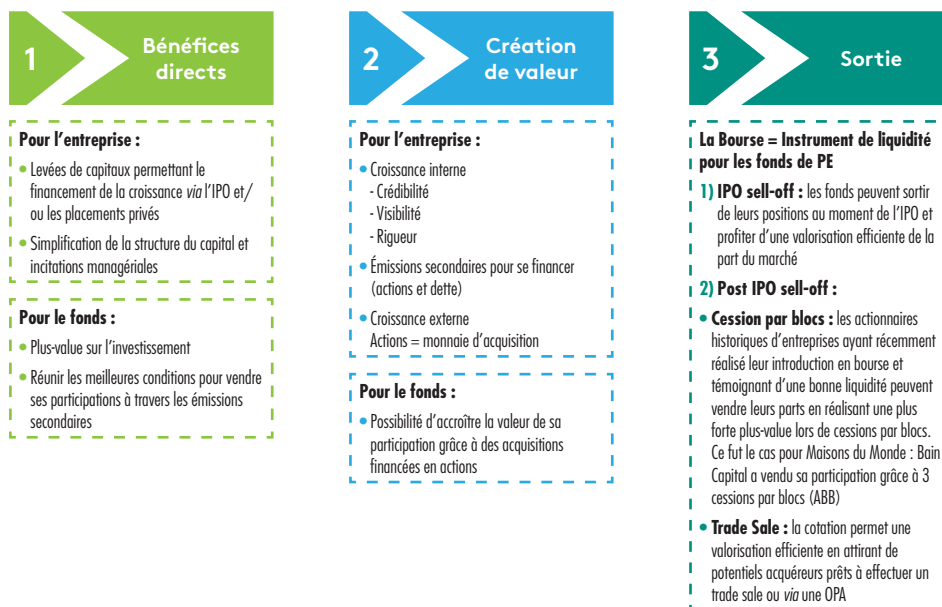 1
Bénéfices
directs
Pour l'entreprise :
• Levées de capitaux permettant le
financement de la croissance via l'IPO et/
ou les placements privés
• Simplification de la structure du capital et
incitations managériales
Pour le fonds :
• Plus-value sur l'investissement
• Réunir les meilleures conditions pour vendre
ses participations à travers les émissions
secondaires
2
Création
de valeur
Pour l'entreprise :
• Croissance interne
- Crédibilité
- Visibilité
- Rigueur
• Émissions secondaires pour se financer
(actions et dette)
• Croissance externe
Actions = monnaie d'acquisition
Pour le fonds :
• Possibilité d'accroître la valeur de sa
participation grâce à des acquisitions
financées en actions
3
Sortie
La Bourse = Instrument de liquidité
pour les fonds de PE
1) IPO sell-off : les fonds peuvent sortir
de leurs positions au moment de l'IPO et
profiter d'une valorisation efficiente de la
part du marché
2) Post IPO sell-off :
• Cession par blocs : les actionnaires
historiques d'entreprises ayant récemment
réalisé leur introduction en bourse et
témoignant d'une bonne liquidité peuvent
vendre leurs parts en réalisant une plus
forte plus-value lors de cessions par blocs.
Ce fut le cas pour Maisons du Monde : Bain
Capital a vendu sa participation grâce à 3
cessions par blocs (ABB)
• Trade Sale : la cotation permet une
valorisation efficiente en attirant de
potentiels acquéreurs prêts à effectuer un
trade sale ou via une OPA